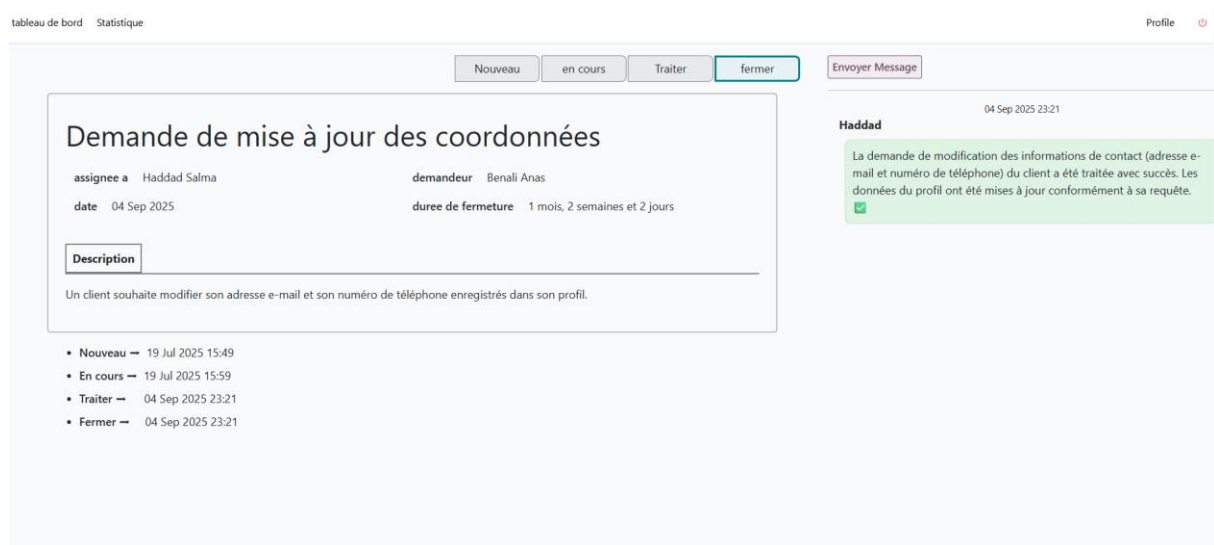 tableau de bord Statistique Profile
Nouveau en cours Traiter fermer
Envoyer Message
Demande de mise à jour des coordonnées
assignee a Haddad Salma demandeur Benali Anas
date 04 Sep 2025 duree de fermeture 1 mois, 2 semaines et 2 jours
Description
Un client souhaite modifier son adresse e-mail et son numéro de téléphone enregistrés dans son profil.
• Nouveau ➞ 19 Jul 2025 15:49
• En cours ➞ 19 Jul 2025 15:59
• Traiter ➞ 04 Sep 2025 23:21
• Fermer ➞ 04 Sep 2025 23:21
04 Sep 2025 23:21
Haddad
La demande de modification des informations de contact (adresse e-
mail et numéro de téléphone) du client a été traitée avec succès. Les
données du profil ont été mises à jour conformément à sa requête.
✅